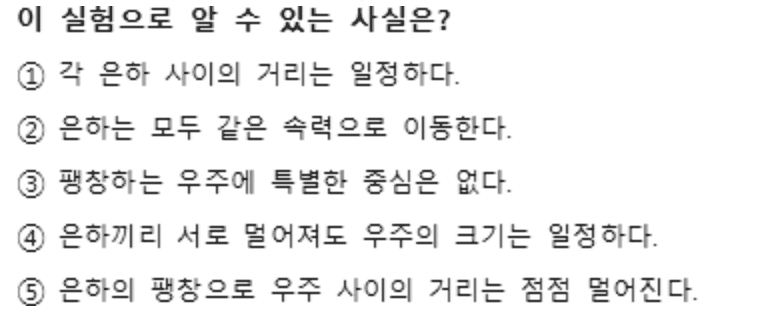 이 실험으로 알 수 있는 사실은?
① 각 은하 사이의 거리는 일정하다.
② 은하는 모두 같은 속력으로 이동한다.
③ 팽창하는 우주에 특별한 중심은 없다.
④ 은하끼리 서로 멀어져도 우주의 크기는 일정하다.
⑤ 은하의 팽창으로 우주 사이의 거리는 점점 멀어진다.